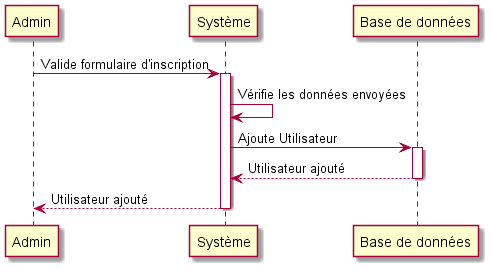 Admin
Système
Base de données
Valide formulaire d'inscription
Vérifie les données envoyées
Ajoute Utilisateur
Utilisateur ajouté
Utilisateur ajouté
Admin
Système
Base de données